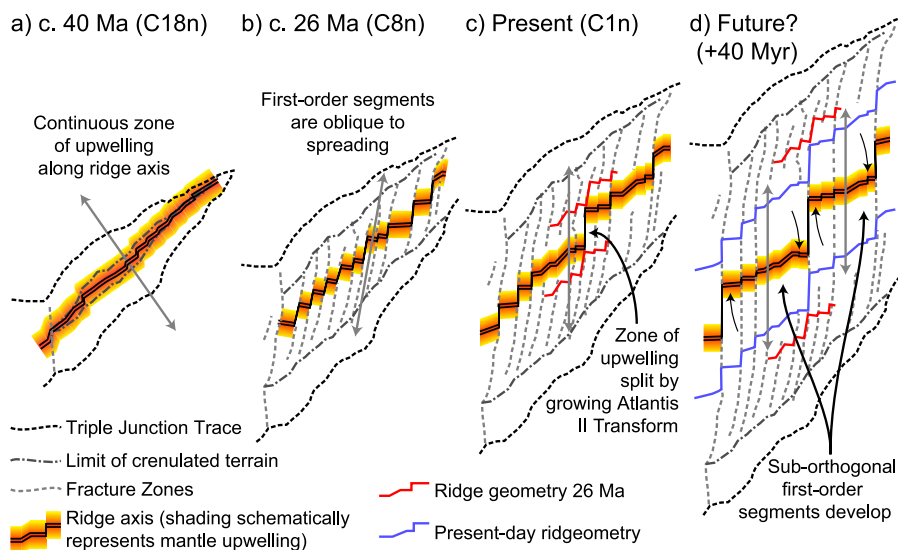 a) c. 40 Ma (C18n)
b) c. 26 Ma (C8n)
c) Present (C1n)
d) Future?
(+40 Myr)
Continuous zone
of upwelling
along ridge axis
First-order segments
are oblique to
spreading
Zone of
upwelling
split by
growing Atlantis
II Transform
Sub-orthogonal
first-order
segments develop
Triple Junction Trace
Limit of crenulated terrain
Fracture Zones
Ridge axis (shading schematically
represents mantle upwelling)
Ridge geometry 26 Ma
Present-day ridgeometry